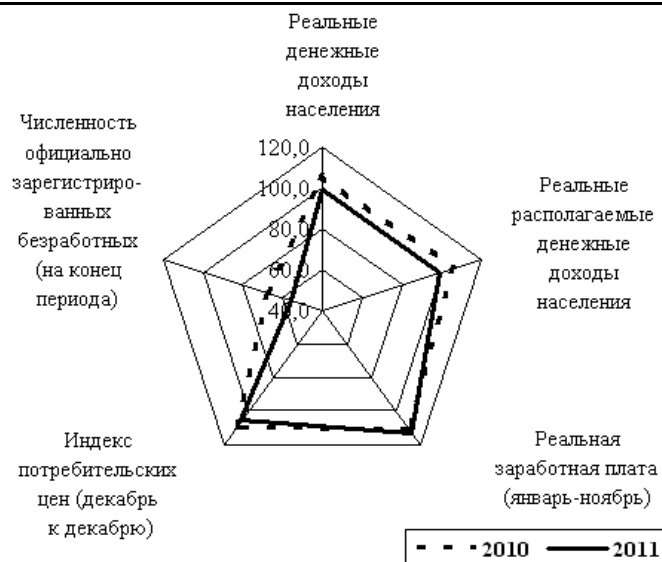 Реальные
денежные
доходы
населения
Численность
официально
зарегистриро-
ванных
безработных
(на конец
периода)
120,0
100,0
80,0
60,0
40,0
Реальные
располагаемые
денежные
доходы
населения
Индекс
потребительских
цен (декабрь
к декабрю)
Реальная
заработная плата
(январь-ноябрь)
2010 2011